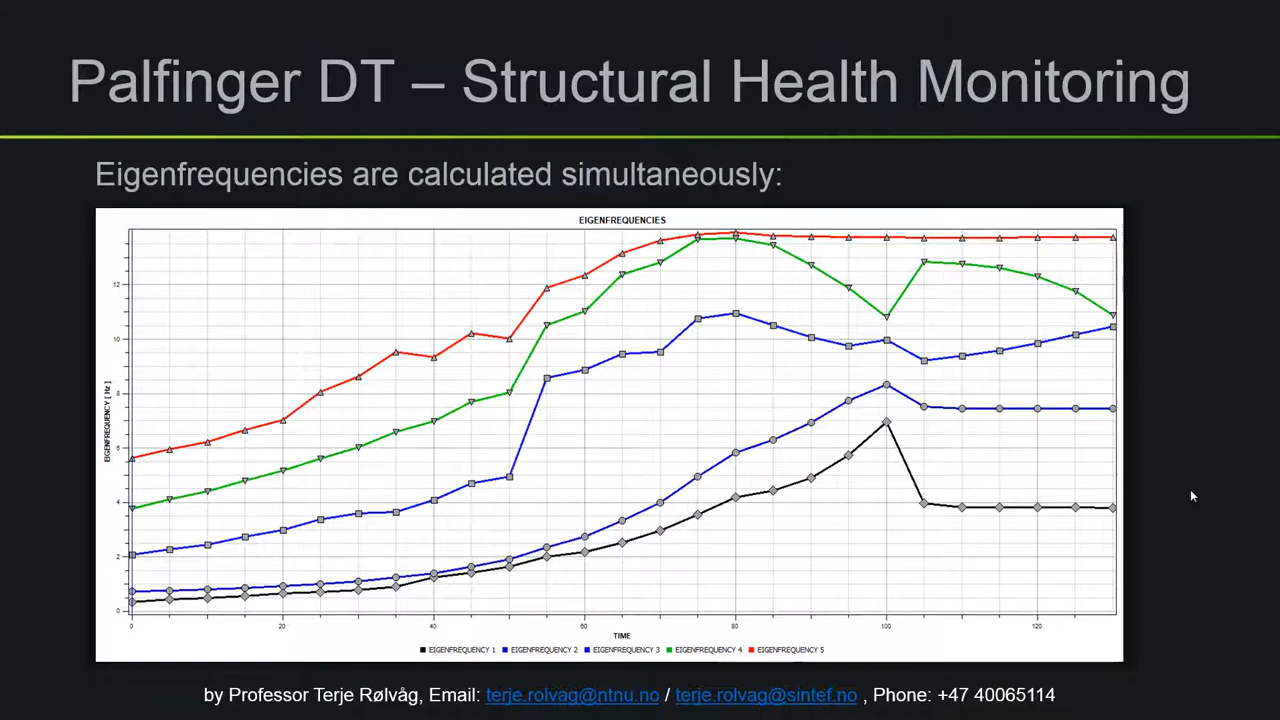 Palfinger DT – Structural Health Monitoring
Eigenfrequencies are calculated simultaneously:
EIGENFREQUENCIES
EIGENFREQUENCY [ Hz ]
12
10
8
6
4
2
0
0 20 40 60 80 100 120
TIME
EIGENFREQUENCY 1 EIGENFREQUENCY 2 EIGENFREQUENCY 3 EIGENFREQUENCY 4 EIGENFREQUENCY 5
by Professor Terje Rølvåg, Email: terje.rolvag@ntnu.no / terje.rolvag@sintef.no , Phone: +47 40065114